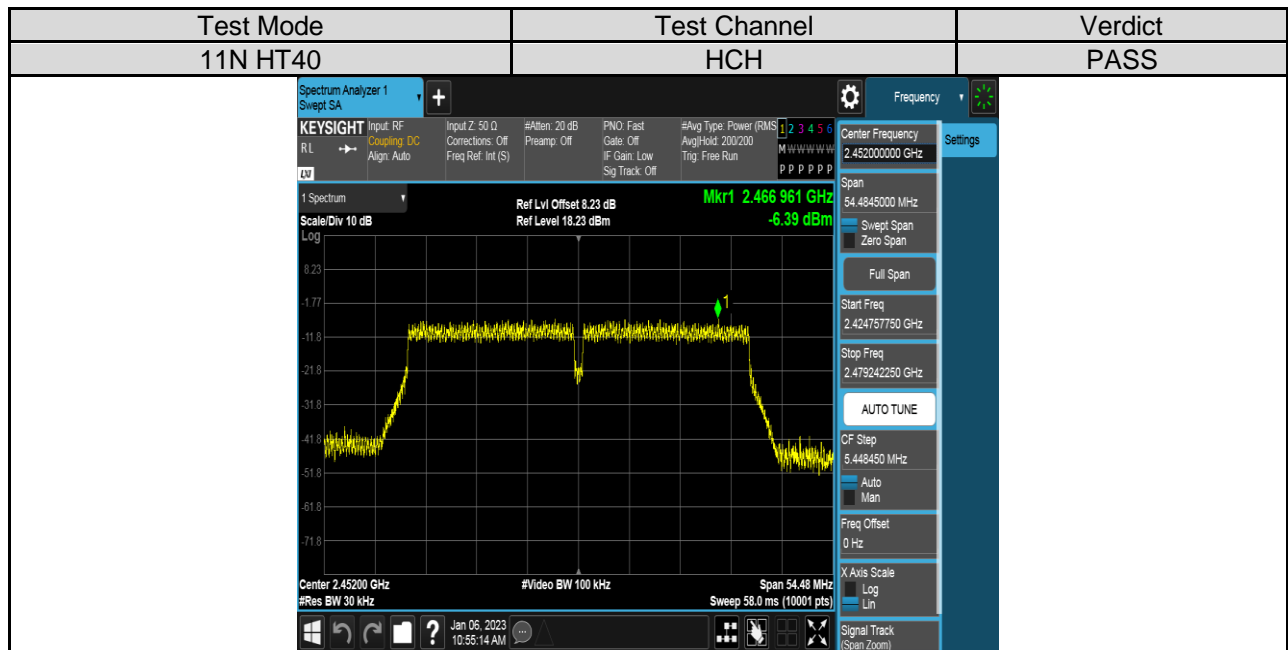 Test Mode Test Channel Verdict
11N HT40 HCH PASS
Spectrum Analyzer 1
Swept SA
+
Frequency
KEYSIGHT
RL
LXI
Input: RF
Coupling: DC
Align: Auto
Input Z: 50 Ω
Corrections: Off
Freq Ref: Int (S)
#Atten: 20 dB
Preamp: Off
PNO: Fast
Gate: Off
IF Gain: Low
Sig Track: Off
#Avg Type: Power (RMS
Avg|Hold: 200/200
Trig: Free Run
1 2 3 4 5 6
M W W W W W
P P P P P P
1 Spectrum
Scale/Div 10 dB
Log
Ref Lvl Offset 8.23 dB
Ref Level 18.23 dBm
Mkr1 2.466 961 GHz
-6.39 dBm
8.23
-1.77
-11.8
-21.8
-31.8
-41.8
-51.8
-61.8
-71.8
1
Center 2.45200 GHz
#Res BW 30 kHz
#Video BW 100 kHz
Span 54.48 MHz
Sweep 58.0 ms (10001 pts)
Center Frequency
2.452000000 GHz
Settings
Span
54.4845000 MHz
Swept Span
Zero Span
Full Span
Start Freq
2.424757750 GHz
Stop Freq
2.479242250 GHz
AUTO TUNE
CF Step
5.448450 MHz
Auto
Man
Freq Offset
0 Hz
X Axis Scale
Log
Lin
Signal Track
(Span Zoom)
?
Jan 06, 2023
10:55:14 AM